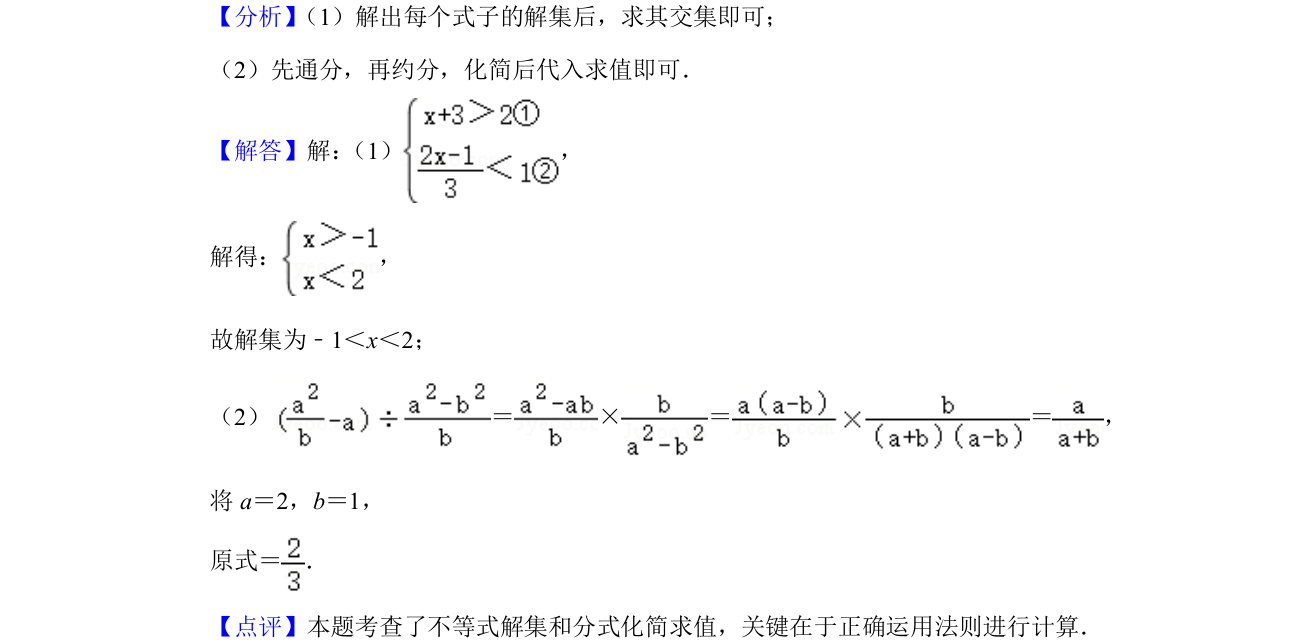 【分析】（1）解出每个式子的解集后，求其交集即可；
（2）先通分，再约分，化简后代入求值即可．
【解答】解：（1）{x+3＞2① (2x-1)/3＜1②，
解得：{x＞-1 x＜2，
故解集为﹣1＜x＜2；
（2）(a²/b-a)÷(a²-b²)/b=(a²-ab)/b×b/(a²-b²)=a(a-b)/b×b/((a+b)(a-b))=a/(a+b)，
将 a＝2，b＝1，
原式＝2/3．
【点评】本题考查了不等式解集和分式化简求值，关键在于正确运用法则进行计算．